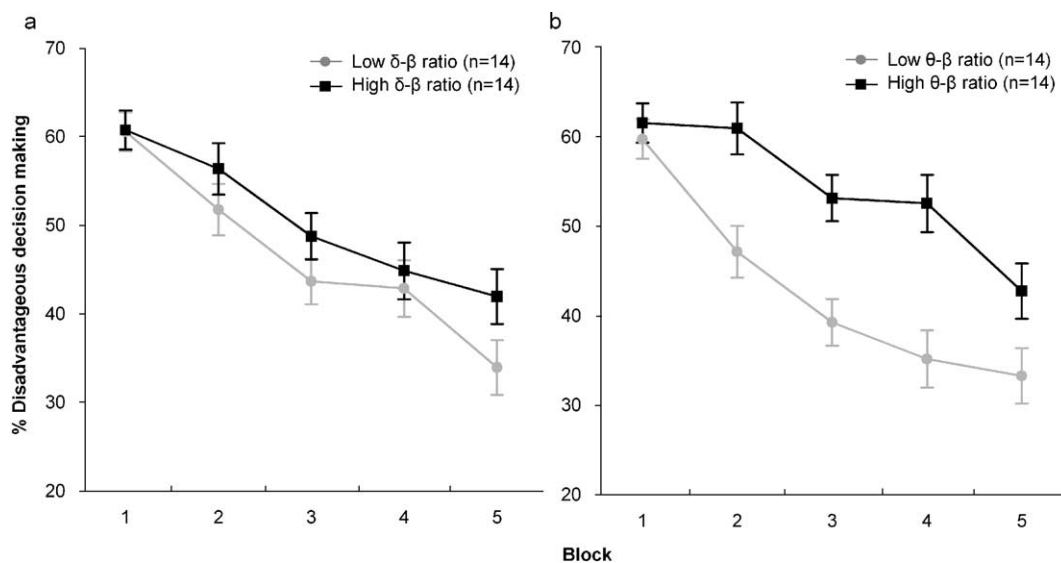 a
70
60
50
40
30
20
Low δ-β ratio (n=14)
High δ-β ratio (n=14)
1 2 3 4 5
% Disadvantageous decision making
b
70
60
50
40
30
20
Low θ-β ratio (n=14)
High θ-β ratio (n=14)
1 2 3 4 5
Block